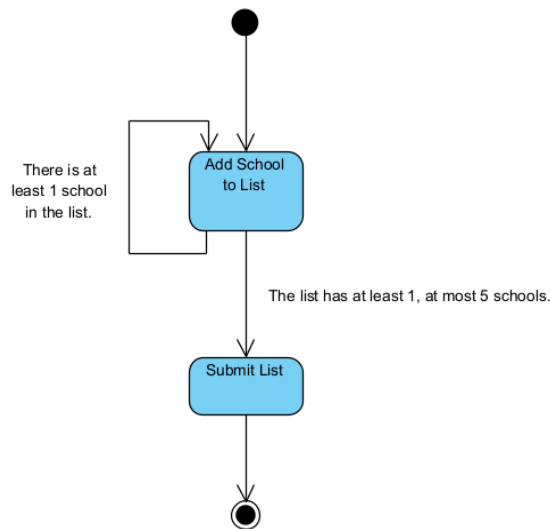 Add School
to List
There is at
least 1 school
in the list.
The list has at least 1, at most 5 schools.
Submit List